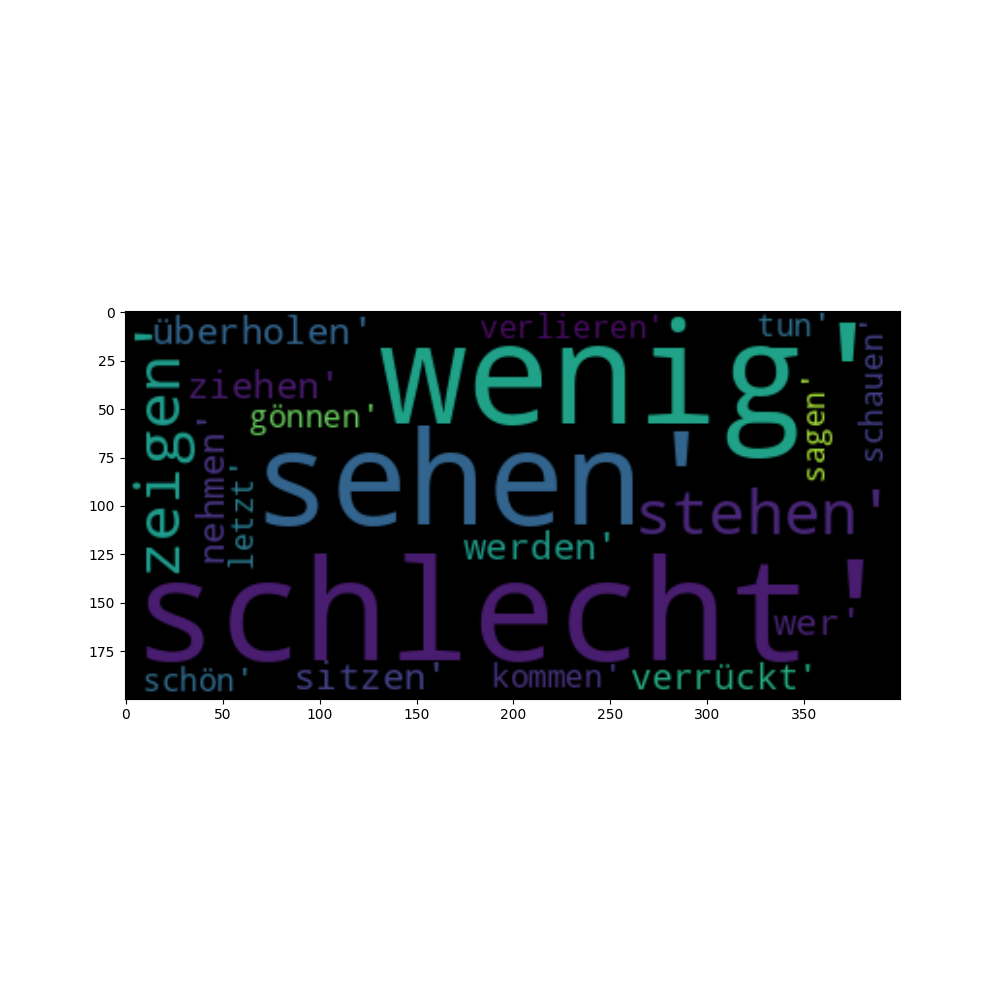 überholen'
verlieren'
tun'
wenig'
zeigen'
ziehen'
gönnen'
schauen'
sagen'
nehmen'
letzt'
sehen'
stehen'
werden'
schlecht'
wer'
schön'
sitzen'
kommen'
verrückt'
0
25
50
75
100
125
150
175
0 50 100 150 200 250 300 350